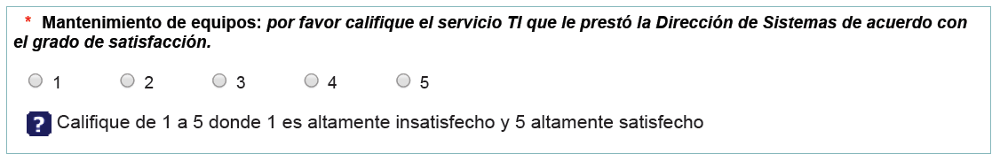 * Mantenimiento de equipos: por favor califique el servicio TI que le prestó la Dirección de Sistemas de acuerdo con
el grado de satisfacción.
1 2 3 4 5
? Califique de 1 a 5 donde 1 es altamente insatisfecho y 5 altamente satisfecho